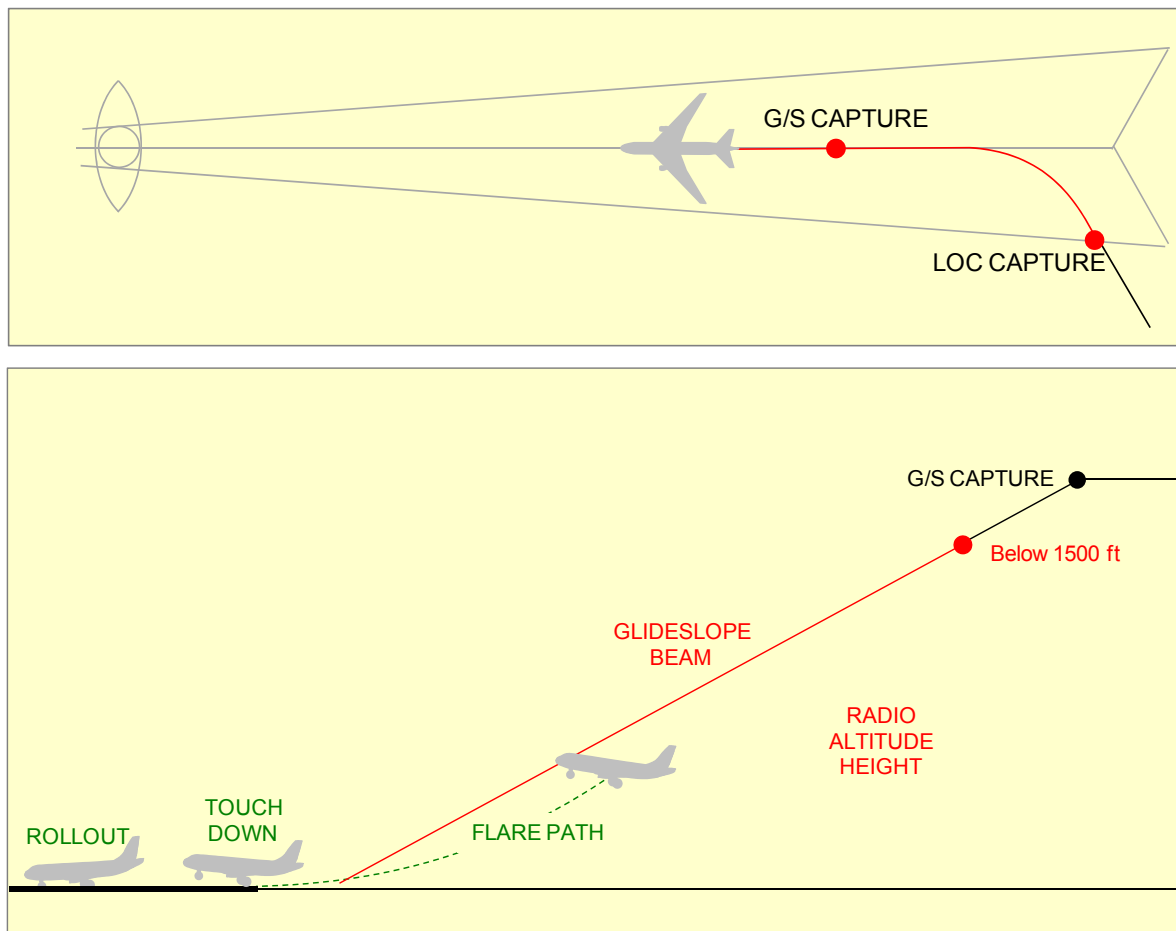 G/S CAPTURE
LOC CAPTURE
G/S CAPTURE
Below 1500 ft
GLIDESLOPE
BEAM
RADIO
ALTITUDE
HEIGHT
TOUCH
DOWN
ROLLOUT
FLARE PATH